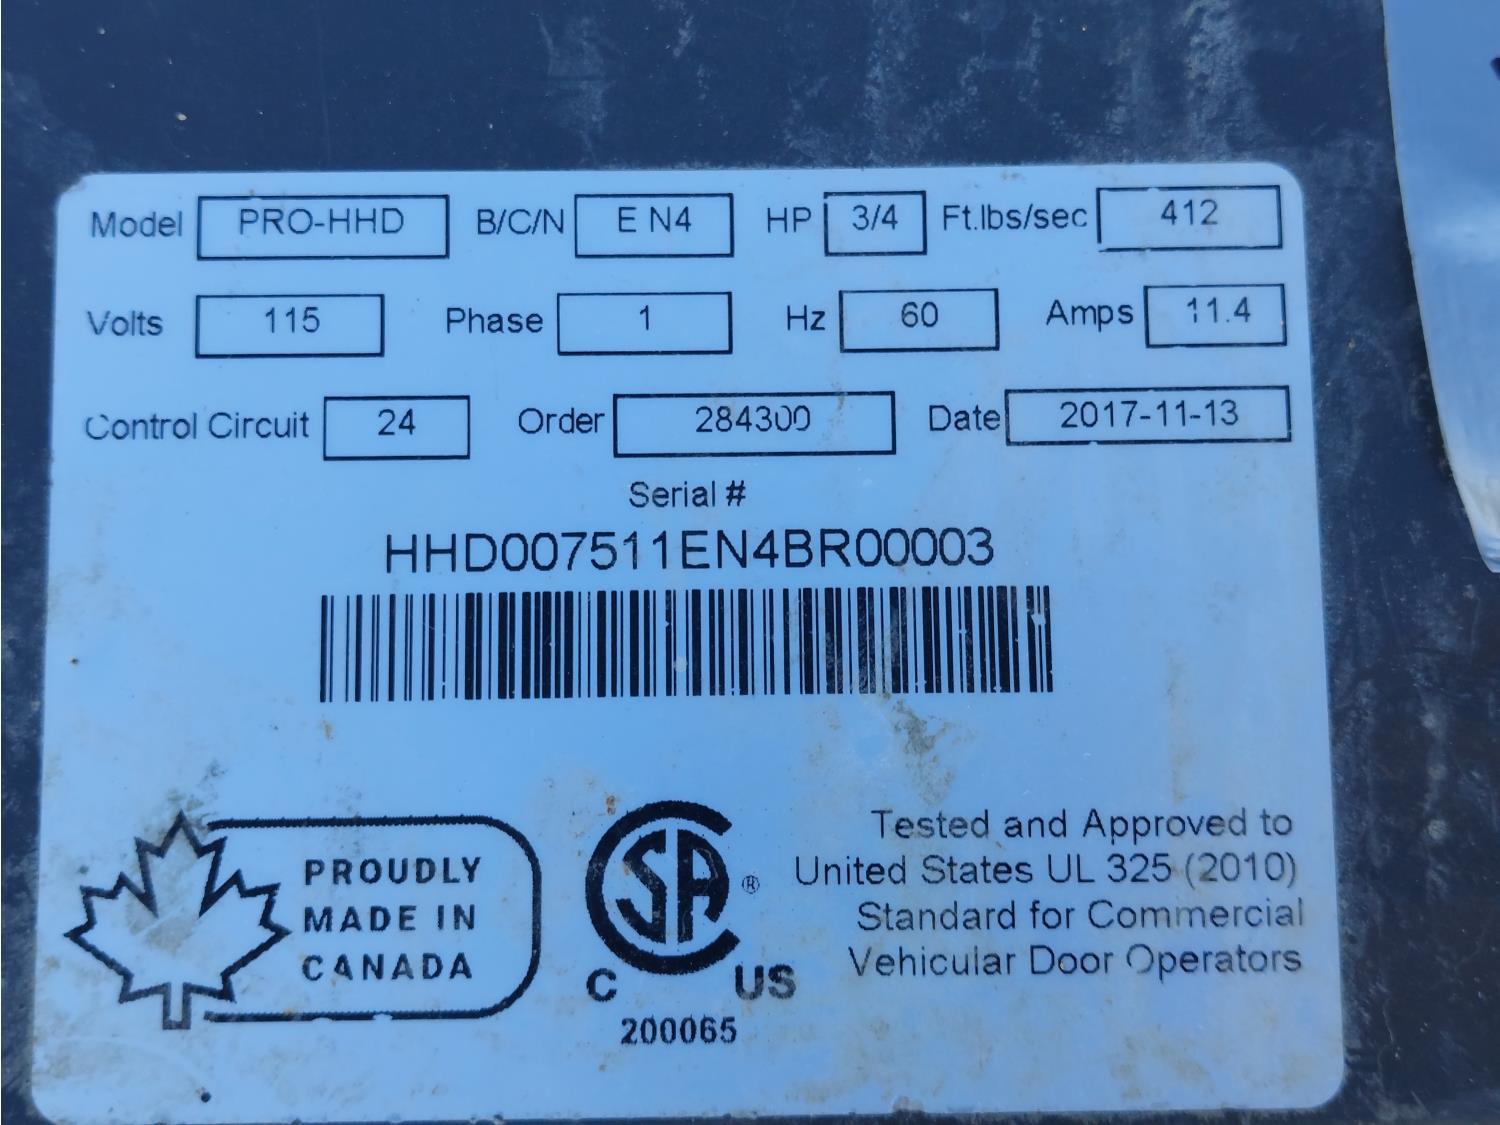 Model PRO-HHD B/C/N E N4 HP 3/4 Ft.lbs/sec 412
Volts 115 Phase 1 Hz 60 Amps 11.4
Control Circuit 24 Order 284300 Date 2017-11-13
Serial #
HHD007511EN4BR00003
PROUDLY
MADE IN
CANADA
SA ®
C US
200065
Tested and Approved to
United States UL 325 (2010)
Standard for Commercial
Vehicular Door Operators